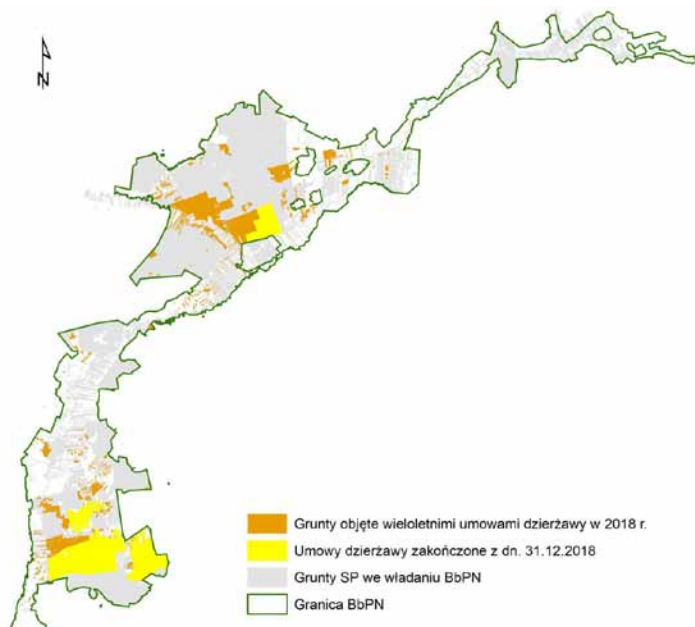 N
Grunty objęte wieloletnimi umowami dzierżawy w 2018 r.
Umowy dzierżawy zakończone z dn. 31.12.2018
Grunty SP we władaniu BbPN
Granica BbPN